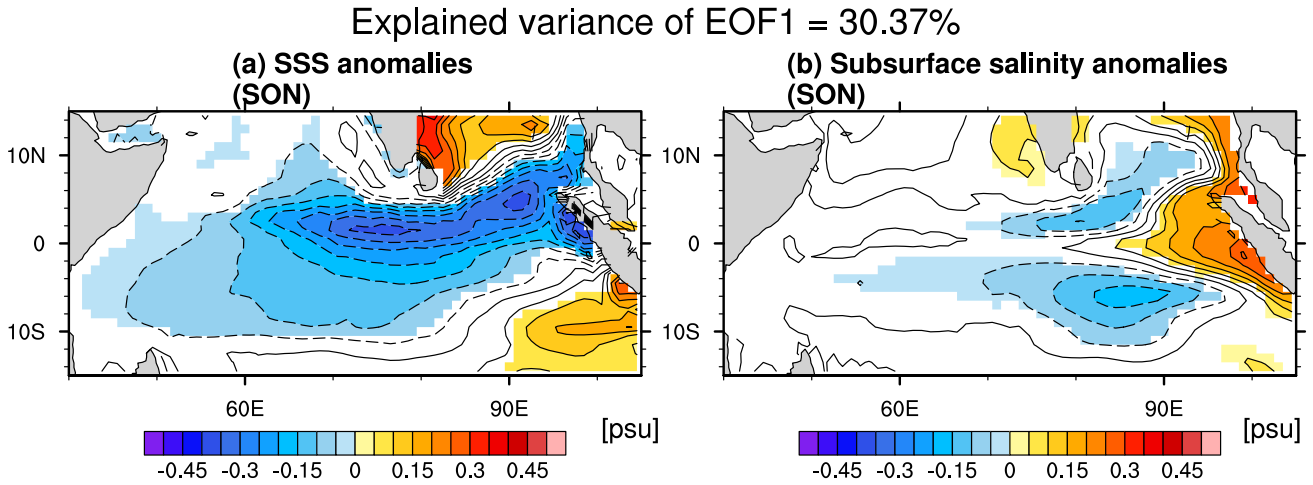 Explained variance of EOF1 = 30.37%
(a) SSS anomalies
(SON)
(b) Subsurface salinity anomalies
(SON)
10N
0
10S
60E
90E
10N
0
10S
60E
90E
[psu]
-0.45 -0.3 -0.15 0 0.15 0.3 0.45
[psu]
-0.45 -0.3 -0.15 0 0.15 0.3 0.45